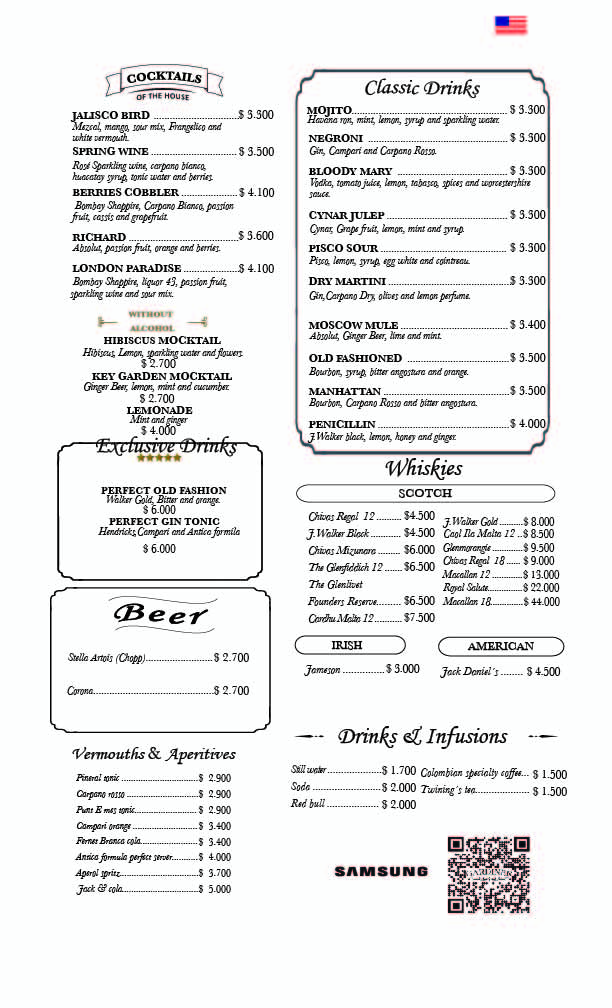 COCKTAILS
OF THE HOUSE
JALISCO BIRD ........................$ 3.300
Mezcal, mango, sour mix, Frangelico and
white vermouth.
SPRING WINE ........................ $ 3.500
Rosé Sparkling wine, carpano bianco,
huacatay syrup, tonic water and berries.
BERRIES COBBLER ................ $ 4.100
Bombay Shappire, Carpano Bianco, passion
fruit, cassis and grapefruit.
RICHARD ...............................$ 3.600
Absolut, passion fruit, orange and berries.
LONDON PARADISE ...............$ 4.100
Bombay Shappire, liquor 43, passion fruit,
sparkling wine and sour mix.
WITHOUT
ALCOHOL
HIBISCUS MOCKTAIL
Hibiscus, Lemon, sparkling water and flowers.
$ 2.700
KEY GARDEN MOCKTAIL
Ginger Beer, lemon, mint and cucumber.
$ 2.700
LEMONADE
Mint and ginger
$ 4.000
Exclusive Drinks
PERFECT OLD FASHION
Walker Gold, Bitter and orange.
$ 6.000
PERFECT GIN TONIC
Hendricks,Campari and Antica formila
$ 6.000
Beer
Stella Artois (Chopp)........................$ 2.700
Corona...........................................$ 2.700
Vermouths & Aperitives
Pineral tonic ................................$ 2.900
Carpano rosso .............................$ 2.900
Punt E mes tonic..........................$ 2.900
Campari orange ..........................$ 3.400
Fernet Branca cola.......................$ 3.400
Antica formula perfect server..........$ 4.000
Aperol spritz................................$ 3.700
Jack & cola..................................$ 5.000
Classic Drinks
MOJITO............................................ $ 3.300
Havana ron, mint, lemon, syrup and sparkling water.
NEGRONI ........................................ $ 3.300
Gin, Campari and Carpano Rosso.
BLOODY MARY ............................... $ 3.300
Vodka, tomato juice, lemon, tabasco, spices and worcestershire
sauce.
CYNAR JULEP .................................. $ 3.300
Cynar, Grape fruit, lemon, mint and syrup.
PISCO SOUR .................................... $ 3.300
Pisco, lemon, syrup, egg white and cointreau.
DRY MARTINI .................................. $ 3.300
Gin,Carpano Dry, olives and lemon perfume.
MOSCOW MULE .............................. $ 3.400
Absolut, Ginger Beer, lime and mint.
OLD FASHIONED ............................ $ 3.500
Bourbon, syrup, bitter angostura and orange.
MANHATTAN ................................... $ 3.500
Bourbon, Carpano Rosso and bitter angostura.
PENICILLIN ..................................... $ 4.000
J.Walker black, lemon, honey and ginger.
Whiskies
SCOTCH
Chivas Regal 12 .......... $4.500
J.Walker Black ............ $4.500
Chivas Mizunara ......... $6.000
The Glenfiddich 12 ...... $6.500
The Glenlivet
Founders Reserve......... $6.500
Cardhu Malta 12.......... $7.500
J.Walker Gold ...........$ 8.000
Caol Ila Malta 12 ..$ 8.500
Glenmorangie ............$ 9.500
Chivas Regal 18 ...... $ 9.000
Macallan 12 .............. $ 13.000
Royal Salute...............$ 22.000
Macallan 18..............$ 44.000
IRISH
Jameson ............... $ 3.000
AMERICAN
Jack Daniel's ........ $ 4.500
Drinks & Infusions
Still water .....................$ 1.700
Soda ...........................$ 2.000
Red bull .................... $ 2.000
Colombian specialty coffee... $ 1.500
Twining's tea.................... $ 1.500
SAMSUNG
GARDINER